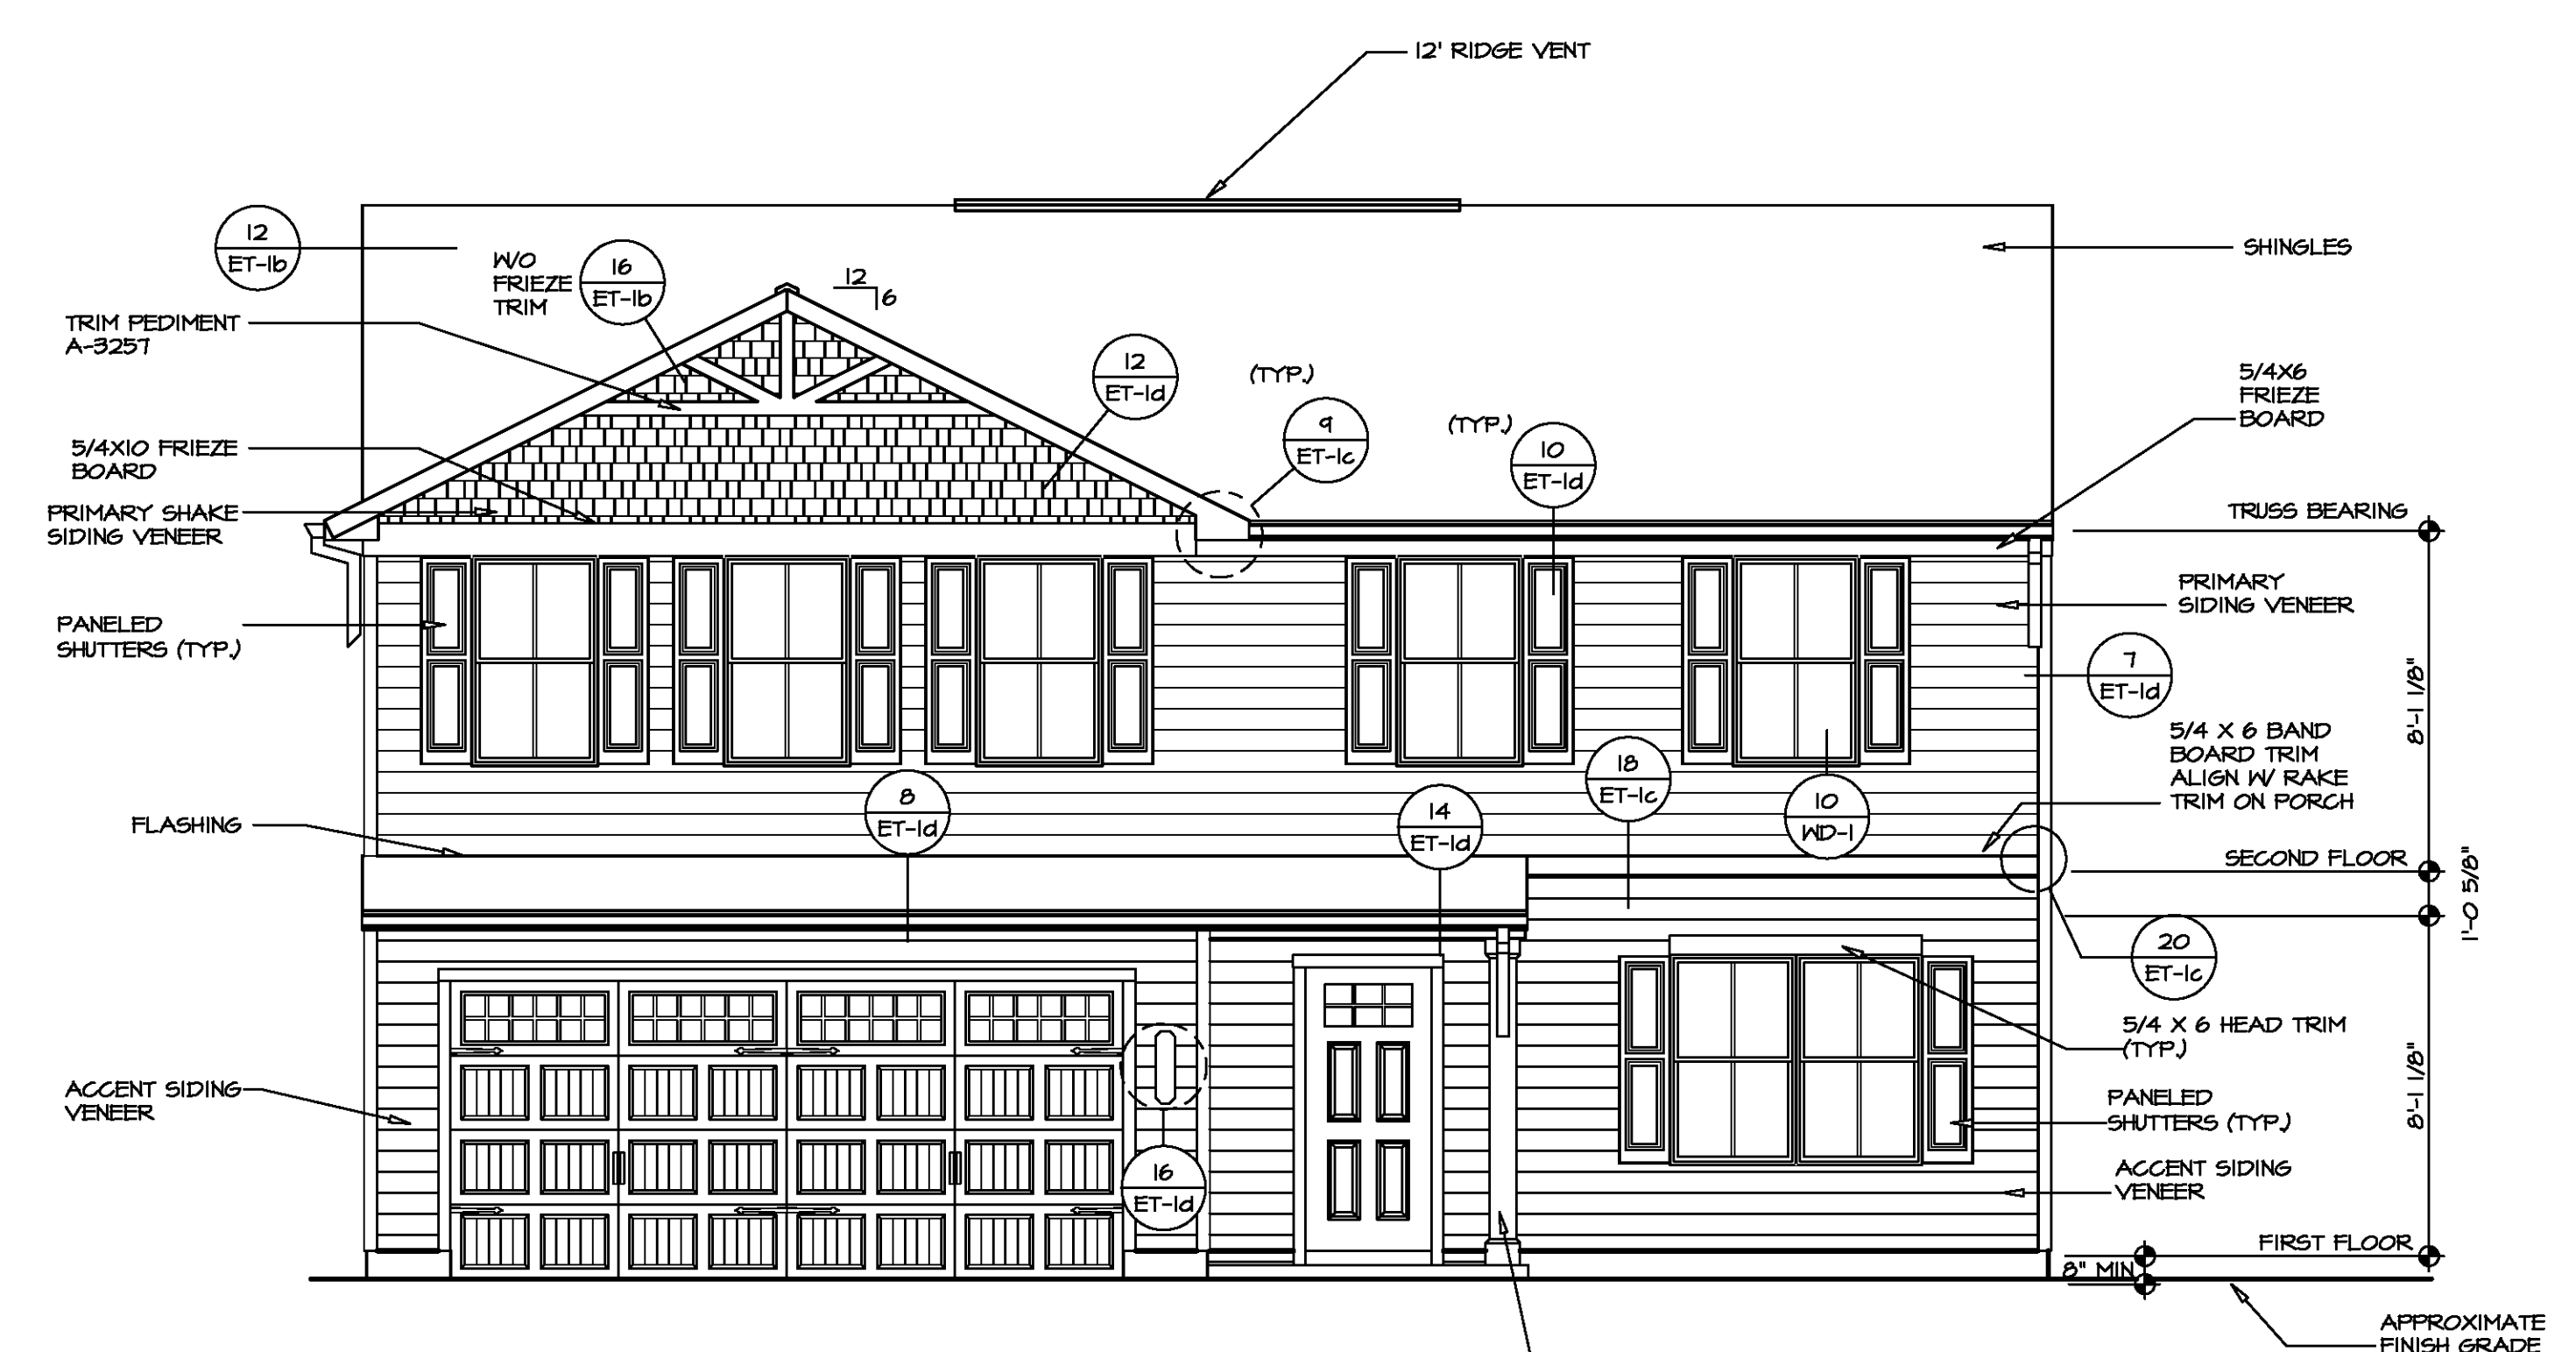 12' RIDGE VENT
12
ET-1b
W/O
FRIEZE
TRIM
16
ET-1b
12
6
SHINGLES
TRIM PEDIMENT
A-3257
12
ET-1d
(TYP.)
9
ET-1c
(TYP.)
10
ET-1d
5/4X6
FRIEZE
BOARD
5/4X10 FRIEZE
BOARD
PRIMARY SHAKE
SIDING VENEER
TRUSS BEARING
PRIMARY
SIDING VENEER
PANELED
SHUTTERS (TYP.)
7
ET-1d
8'-1 1/8"
5/4 X 6 BAND
BOARD TRIM
ALIGN W/ RAKE
TRIM ON PORCH
18
ET-1c
10
WD-1
8
ET-1d
14
ET-1d
FLASHING
SECOND FLOOR
1'-0 5/8"
20
ET-1c
5/4 X 6 HEAD TRIM
(TYP.)
8'-1 1/8"
ACCENT SIDING
VENEER
PANELED
SHUTTERS (TYP.)
16
ET-1d
ACCENT SIDING
VENEER
FIRST FLOOR
8" MIN
APPROXIMATE
FINISH GRADE